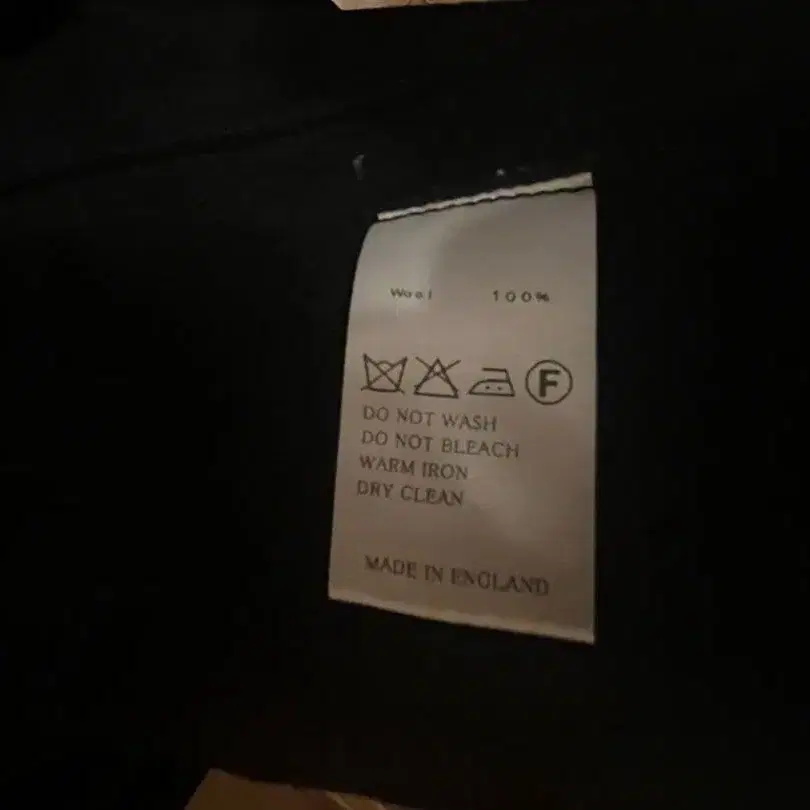 Wool 100%
F
DO NOT WASH
DO NOT BLEACH
WARM IRON
DRY CLEAN
MADE IN ENGLAND